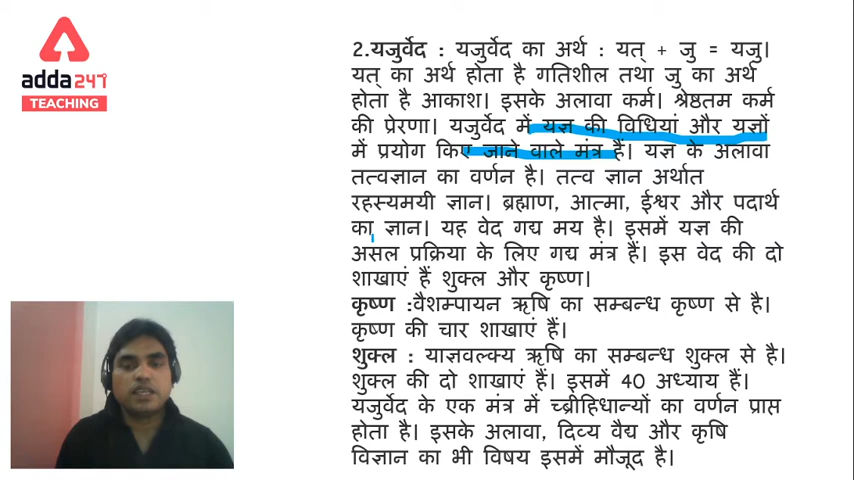 adda247
TEACHING
2.यजुर्वेद : यजुर्वेद का अर्थ : यत् + जु = यजु।
यत् का अर्थ होता है गतिशील तथा जु का अर्थ
होता है आकाश। इसके अलावा कर्म। श्रेष्ठतम कर्म
की प्रेरणा। यजुर्वेद में यज्ञ की विधियां और यज्ञों
में प्रयोग किए जाने वाले मंत्र हैं। यज्ञ के अलावा
तत्वज्ञान का वर्णन है। तत्व ज्ञान अर्थात
रहस्यमयी ज्ञान। ब्रह्माण, आत्मा, ईश्वर और पदार्थ
का ज्ञान। यह वेद गद्य मय है। इसमें यज्ञ की
असल प्रक्रिया के लिए गद्य मंत्र हैं। इस वेद की दो
शाखाएं हैं शुक्ल और कृष्ण।
कृष्ण :वैशम्पायन ऋषि का सम्बन्ध कृष्ण से है।
कृष्ण की चार शाखाएं हैं।
शुक्ल : याज्ञवल्क्य ऋषि का सम्बन्ध शुक्ल से है।
शुक्ल की दो शाखाएं हैं। इसमें 40 अध्याय हैं।
यजुर्वेद के एक मंत्र में च्ब्रीहिधान्यों का वर्णन प्राप्त
होता है। इसके अलावा, दिव्य वैद्य और कृषि
विज्ञान का भी विषय इसमें मौजूद है।